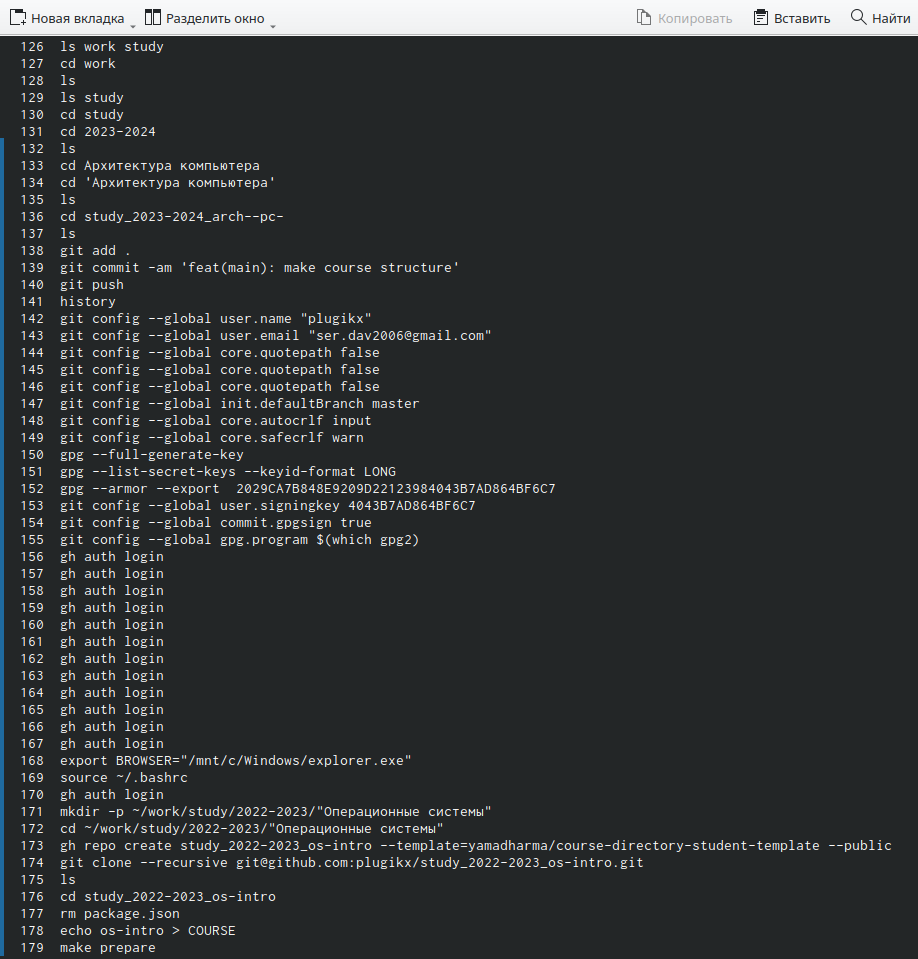 Новая вкладка Разделить окно Копировать Вставить Найти
126 ls work study
127 cd work
128 ls
129 ls study
130 cd study
131 cd 2023-2024
132 ls
133 cd Архитектура компьютера
134 cd 'Архитектура компьютера'
135 ls
136 cd study_2023-2024_arch--pc-
137 ls
138 git add .
139 git commit -am 'feat(main): make course structure'
140 git push
141 history
142 git config --global user.name "plugikx"
143 git config --global user.email "ser.dav2006@gmail.com"
144 git config --global core.quotepath false
145 git config --global core.quotepath false
146 git config --global core.quotepath false
147 git config --global init.defaultBranch master
148 git config --global core.autocrlf input
149 git config --global core.safecrlf warn
150 gpg --full-generate-key
151 gpg --list-secret-keys --keyid-format LONG
152 gpg --armor --export  2029CA7B848E9209D22123984043B7AD864BF6C7
153 git config --global user.signingkey 4043B7AD864BF6C7
154 git config --global commit.gpgsign true
155 git config --global gpg.program $(which gpg2)
156 gh auth login
157 gh auth login
158 gh auth login
159 gh auth login
160 gh auth login
161 gh auth login
162 gh auth login
163 gh auth login
164 gh auth login
165 gh auth login
166 gh auth login
167 gh auth login
168 export BROWSER="/mnt/c/Windows/explorer.exe"
169 source ~/.bashrc
170 gh auth login
171 mkdir -p ~/work/study/2022-2023/"Операционные системы"
172 cd ~/work/study/2022-2023/"Операционные системы"
173 gh repo create study_2022-2023_os-intro --template=yamadharma/course-directory-student-template --public
174 git clone --recursive git@github.com:plugikx/study_2022-2023_os-intro.git
175 ls
176 cd study_2022-2023_os-intro
177 rm package.json
178 echo os-intro > COURSE
179 make prepare